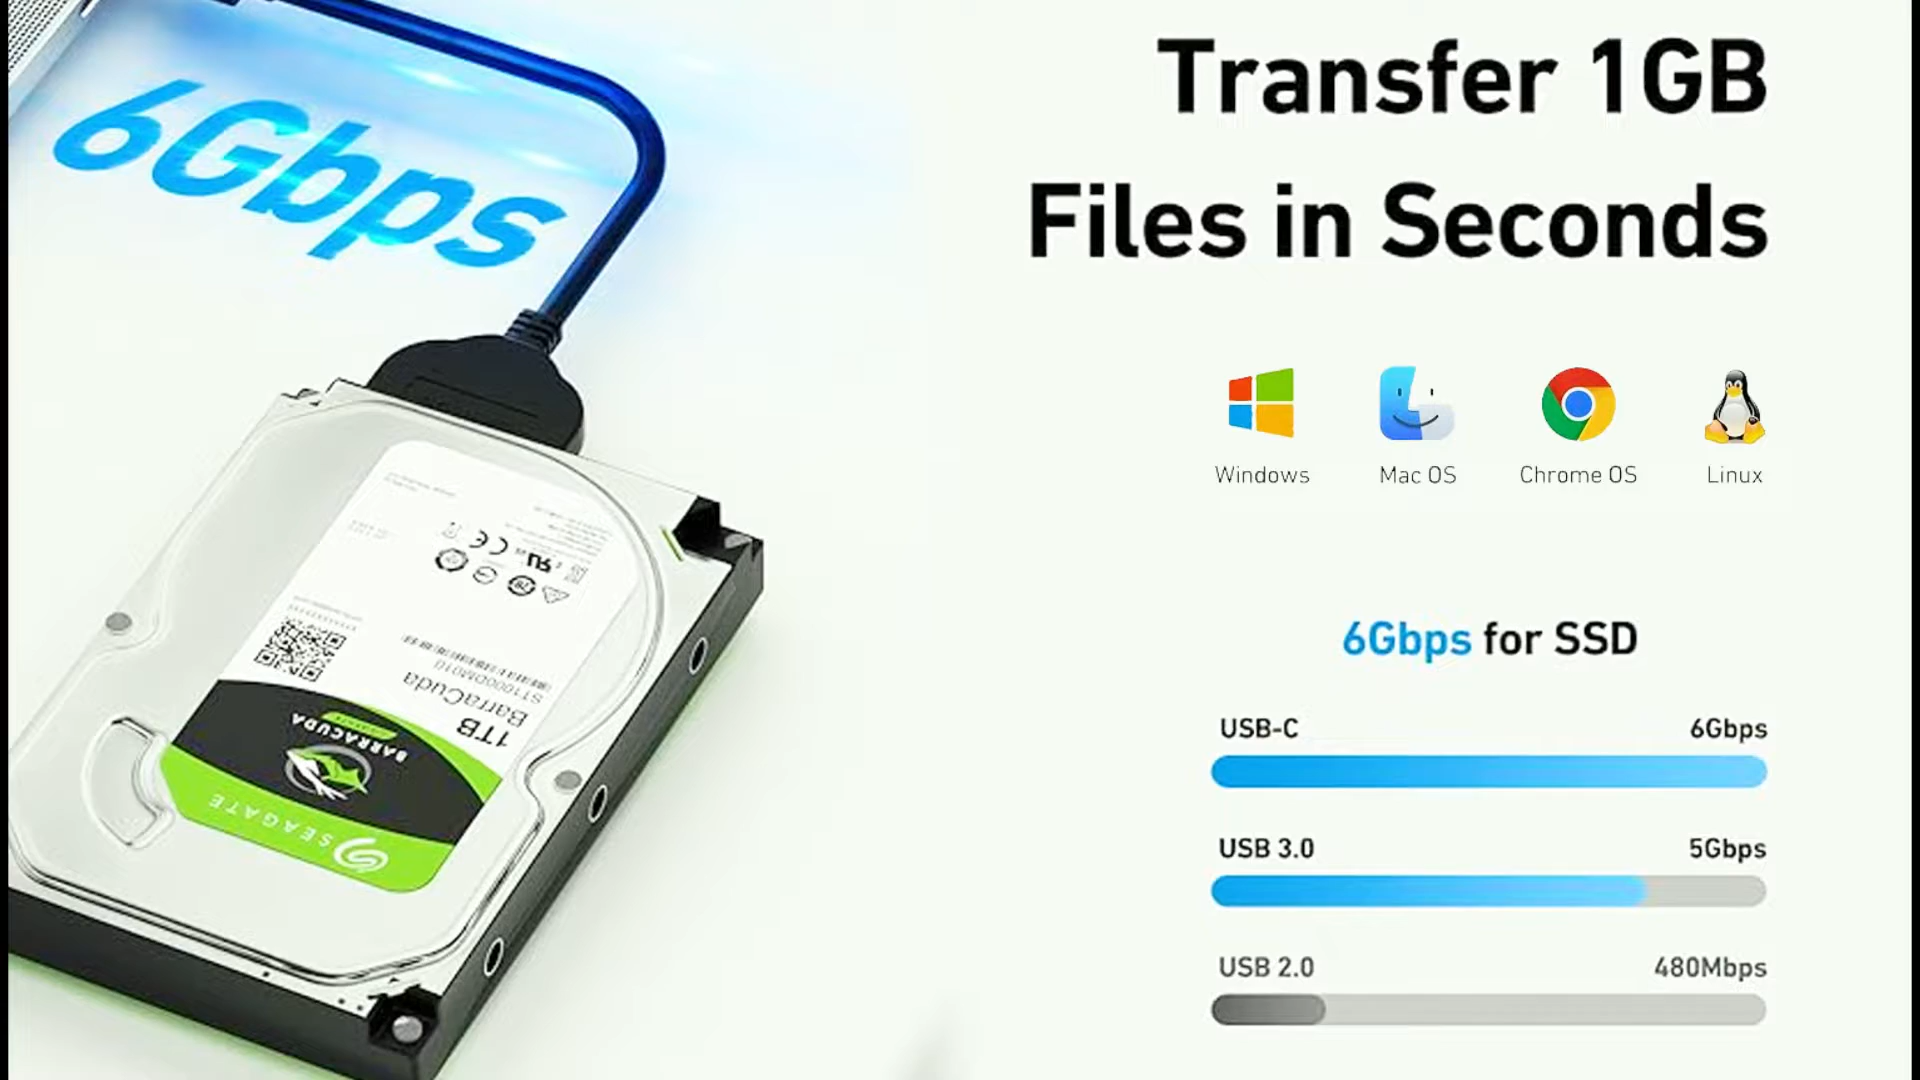 6Gbps
Transfer 1GB
Files in Seconds
Windows
Mac OS
Chrome OS
Linux
6Gbps for SSD
USB-C
6Gbps
USB 3.0
5Gbps
USB 2.0
480Mbps
SEAGATE
BARRACUDA
1TB
BarraCuda
ST1000DM010